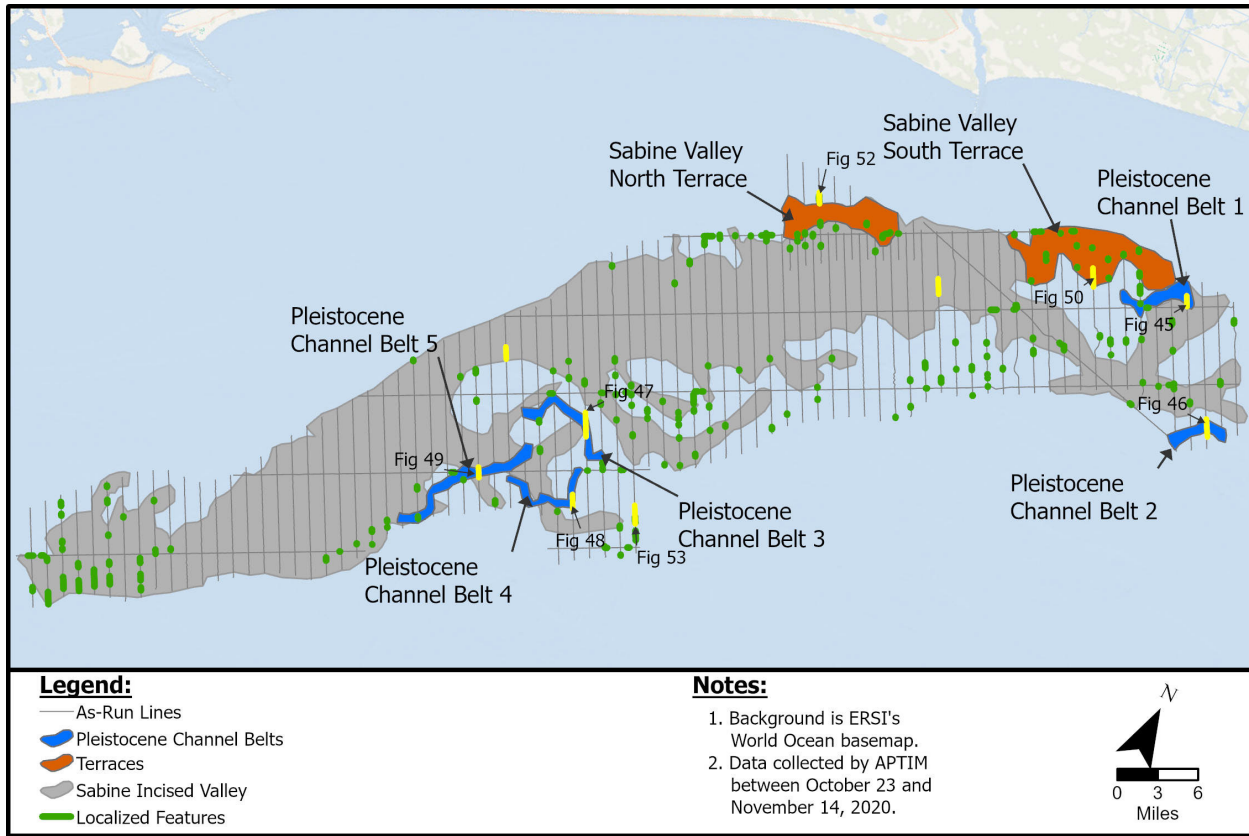 Sabine Valley
South Terrace
Sabine Valley
North Terrace
Fig 52
Pleistocene
Channel Belt 1
Fig 50
Fig 45
Pleistocene
Channel Belt 5
Fig 47
Fig 46
Fig 49
Pleistocene
Channel Belt 2
Pleistocene
Channel Belt 3
Fig 48
Fig 53
Pleistocene
Channel Belt 4
Legend:
As-Run Lines
Pleistocene Channel Belts
Terraces
Sabine Incised Valley
Localized Features
Notes:
1. Background is ERSI's
World Ocean basemap.
2. Data collected by APTIM
between October 23 and
November 14, 2020.
N
0 3 6
Miles